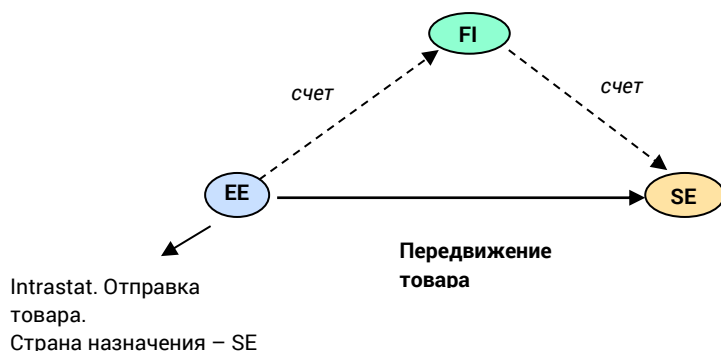 FI
счет
счет
EE
SE
Передвижение
товара
Intrastat. Отправка
товара.
Страна назначения – SE